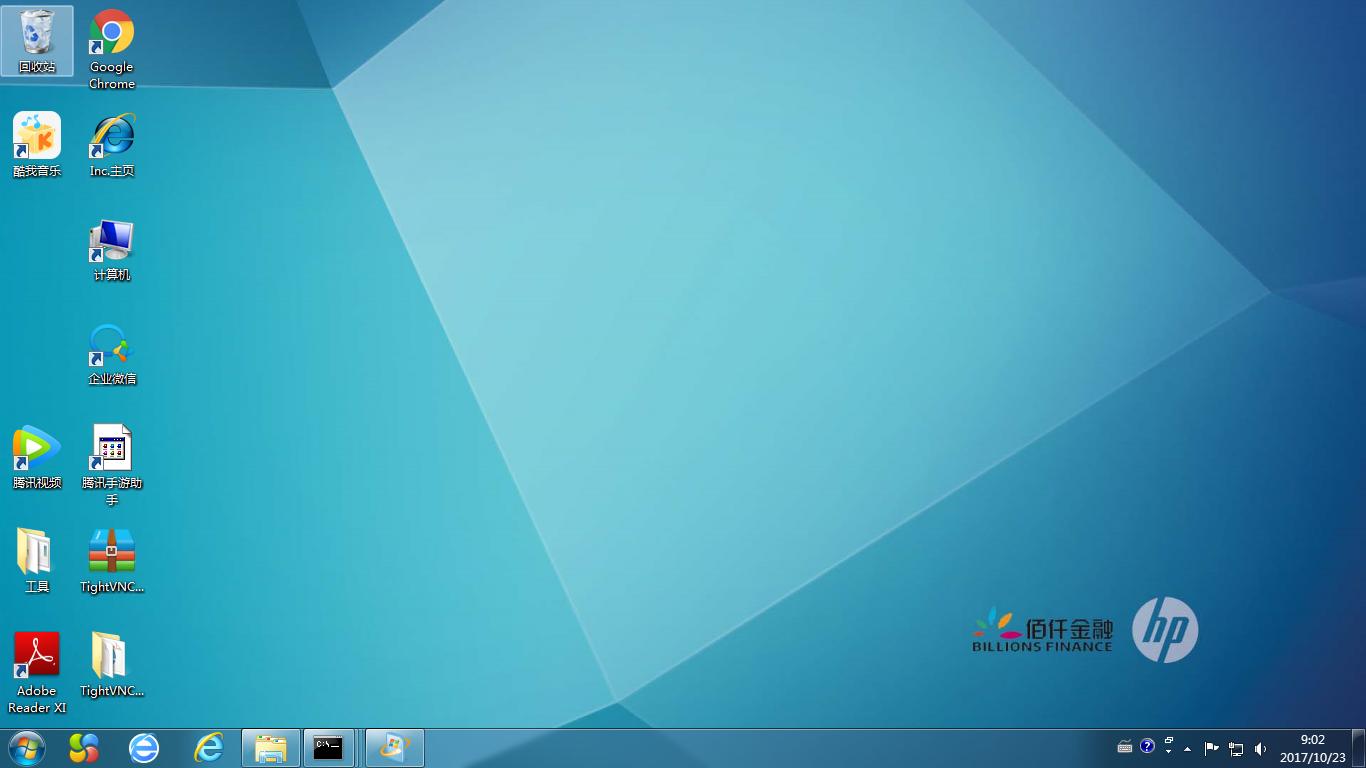 回收站
Google
Chrome
酷我音乐
Inc.主页
计算机
企业微信
腾讯视频
腾讯手游助
手
工具
TightVNC...
Adobe
Reader XI
TightVNC...
佰仟金融
BILLIONS FINANCE
hp
C:\_
9:02
2017/10/23